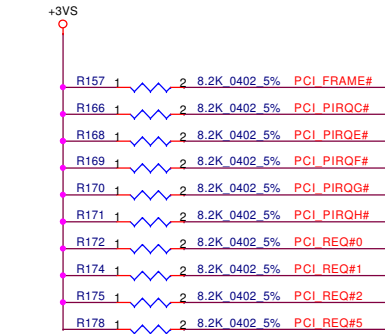 +3VS
R157 1 2 8.2K_0402_5% PCI_FRAME#
R166 1 2 8.2K_0402_5% PCI_PIRQC#
R168 1 2 8.2K_0402_5% PCI_PIRQE#
R169 1 2 8.2K_0402_5% PCI_PIRQF#
R170 1 2 8.2K_0402_5% PCI_PIRQG#
R171 1 2 8.2K_0402_5% PCI_PIRQH#
R172 1 2 8.2K_0402_5% PCI_REQ#0
R174 1 2 8.2K_0402_5% PCI_REQ#1
R175 1 2 8.2K_0402_5% PCI_REQ#2
R178 1 2 8.2K_0402_5% PCI_REQ#5